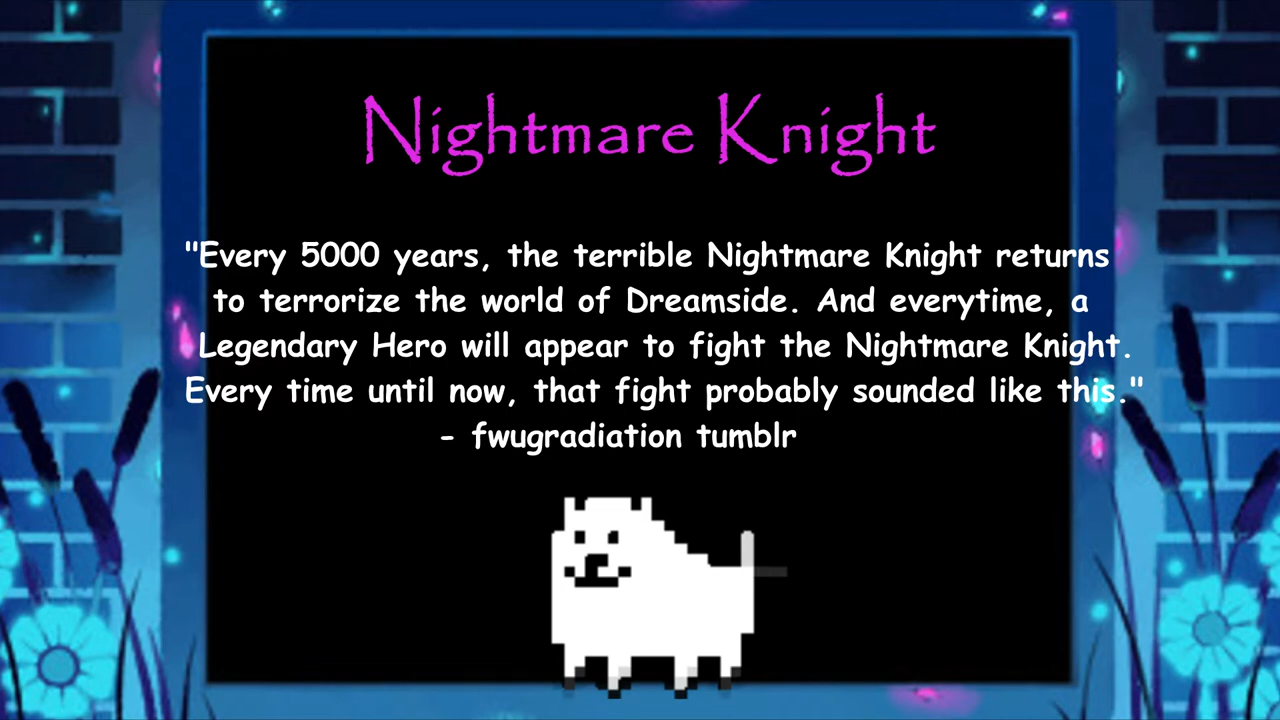 Nightmare Knight
"Every 5000 years, the terrible Nightmare Knight returns
to terrorize the world of Dreamside. And everytime, a
Legendary Hero will appear to fight the Nightmare Knight.
Every time until now, that fight probably sounded like this."
- fwugradiation tumblr